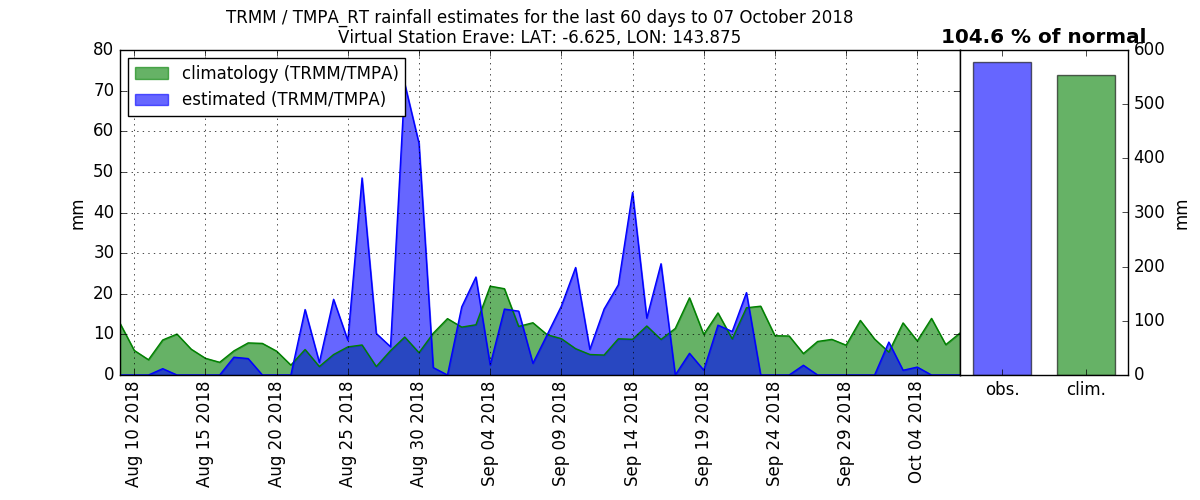 TRMM / TMPA_RT rainfall estimates for the last 60 days to 07 October 2018
Virtual Station Erave: LAT: -6.625, LON: 143.875
104.6 % of normal
climatology (TRMM/TMPA)
estimated (TRMM/TMPA)
mm
80
70
60
50
40
30
20
10
0
Aug 10 2018
Aug 15 2018
Aug 20 2018
Aug 25 2018
Aug 30 2018
Sep 04 2018
Sep 09 2018
Sep 14 2018
Sep 19 2018
Sep 24 2018
Sep 29 2018
Oct 04 2018
600
500
400
300
200
100
0
mm
obs.
clim.